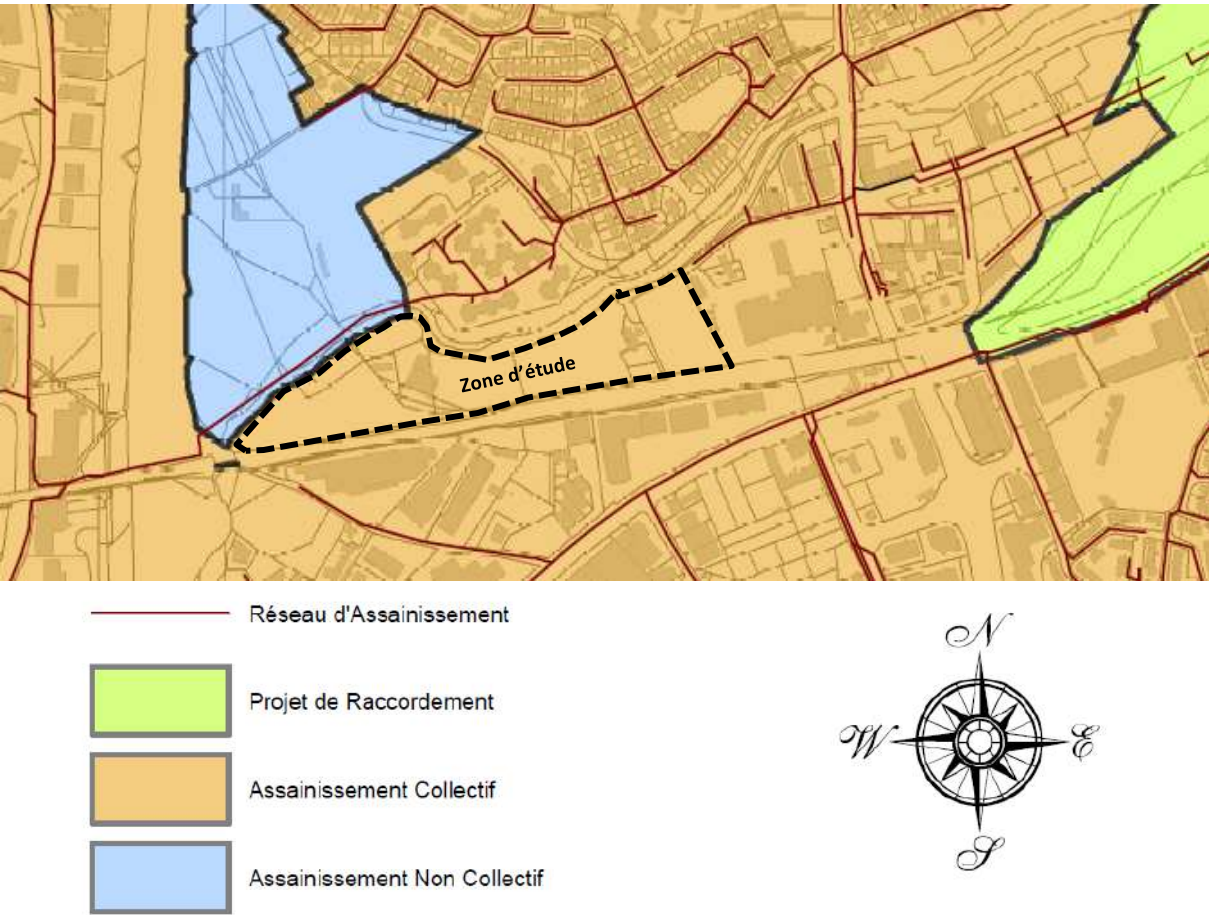 Zone d'étude
Réseau d'Assainissement
Projet de Raccordement
Assainissement Collectif
Assainissement Non Collectif
N
W
E
S